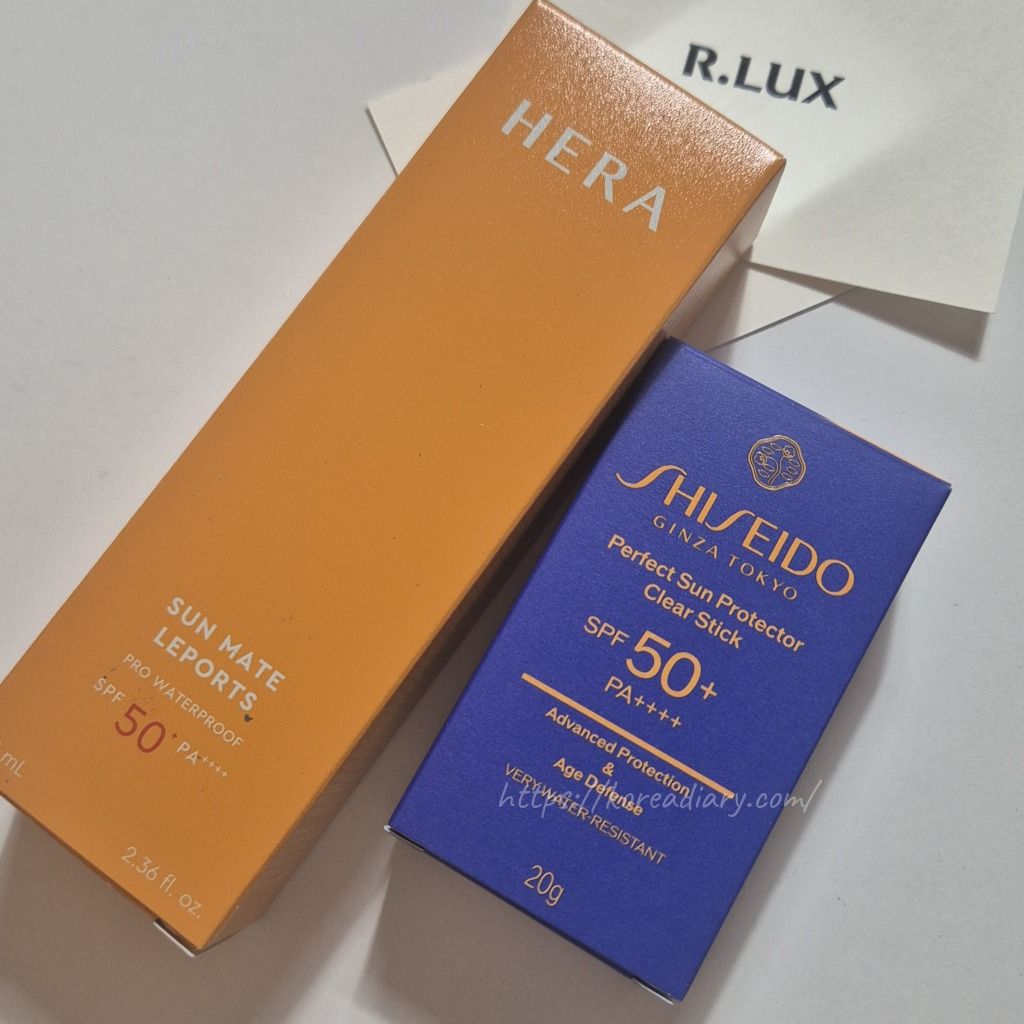 R.LUX
HERA
SUN MATE
LEPORTS
PRO WATERPROOF
SPF 50+ PA++++
mL
2.36 fl. oz.
SHISEIDO
GINZA TOKYO
Perfect Sun Protector
Clear Stick
SPF 50+
PA++++
Advanced Protection
&
Age Defense
VERY WATER-RESISTANT
20g
https://koreadiary.com/